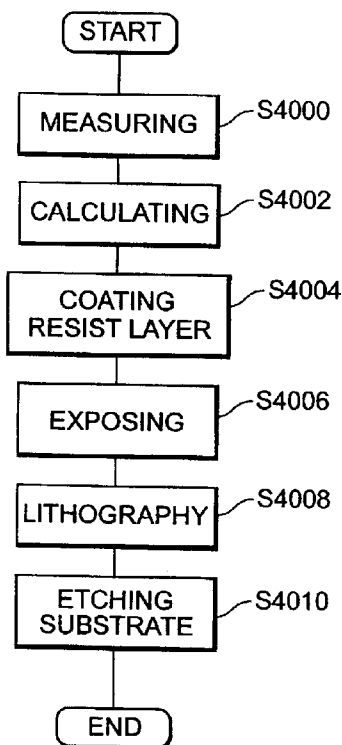 START
MEASURING
S4000
CALCULATING
S4002
COATING
RESIST LAYER
S4004
EXPOSING
S4006
LITHOGRAPHY
S4008
ETCHING
SUBSTRATE
S4010
END